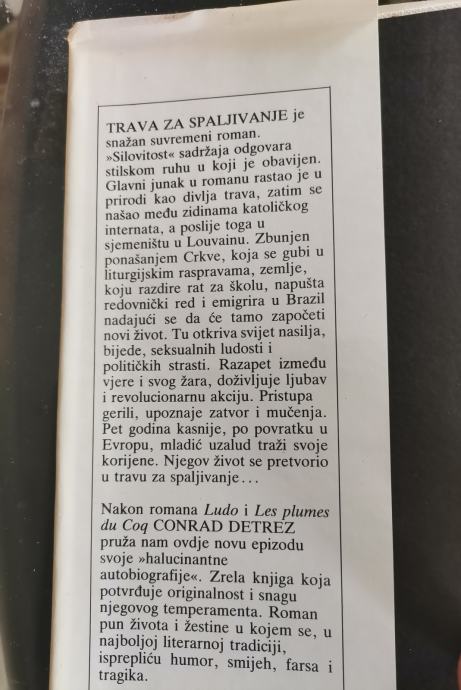 TRAVA ZA SPALJIVANJE je
snažan suvremeni roman.
»Silovitost« sadržaja odgovara
stilskom ruhu u koji je obavijen.
Glavni junak u romanu rastao je u
prirodi kao divlja trava, zatim se
našao među zidinama katoličkog
internata, a poslije toga u
sjemeništu u Louvainu. Zbunjen
ponašanjem Crkve, koja se gubi u
liturgijskim raspravama, zemlje,
koju razdire rat za školu, napušta
redovnički red i emigrira u Brazil
nadajući se da će tamo započeti
novi život. Tu otkriva svijet nasilja,
bijede, seksualnih ludosti i
političkih strasti. Razapet između
vjere i svog žara, doživljuje ljubav
i revolucionarnu akciju. Pristupa
gerili, upoznaje zatvor i mučenja.
Pet godina kasnije, po povratku u
Evropu, mladić uzalud traži svoje
korijene. Njegov život se pretvorio
u travu za spaljivanje...
Nakon romana Ludo i Les plumes
du Coq CONRAD DETREZ
pruža nam ovdje novu epizodu
svoje »halucinantne
autobiografije«. Zrela knjiga koja
potvrđuje originalnost i snagu
njegovog temperamenta. Roman
pun života i žestine u kojem se, u
najboljoj literarnoj tradiciji,
isprepliću humor, smijeh, farsa i
tragika.